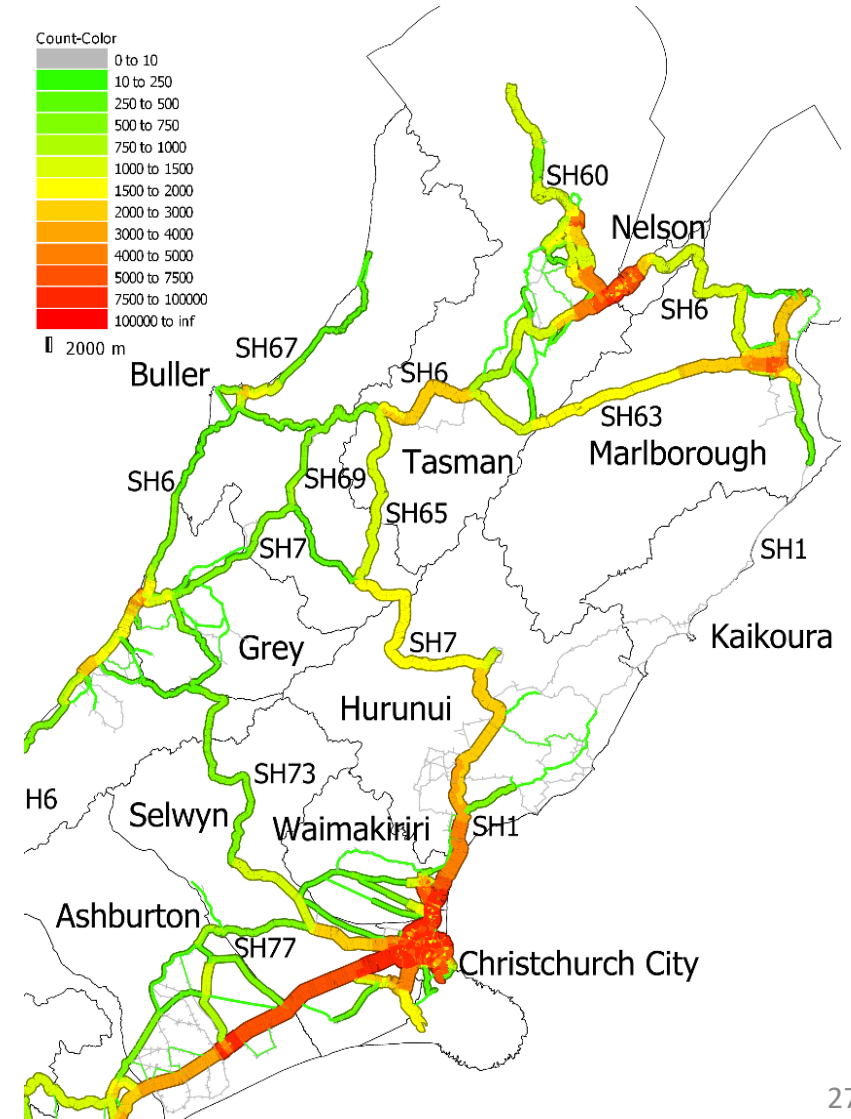 Count-Color
0 to 10
10 to 250
250 to 500
500 to 750
750 to 1000
1000 to 1500
1500 to 2000
2000 to 3000
3000 to 4000
4000 to 5000
5000 to 7500
7500 to 100000
100000 to inf
2000 m
SH60
Nelson
SH6
SH67
Buller
SH6
SH63
Tasman
Marlborough
SH6
SH69
SH65
SH7
SH1
Kaikoura
Grey
SH7
Hurunui
SH73
H6
Selwyn
Waimakiriri
SH1
Ashburton
SH77
Christchurch City
27